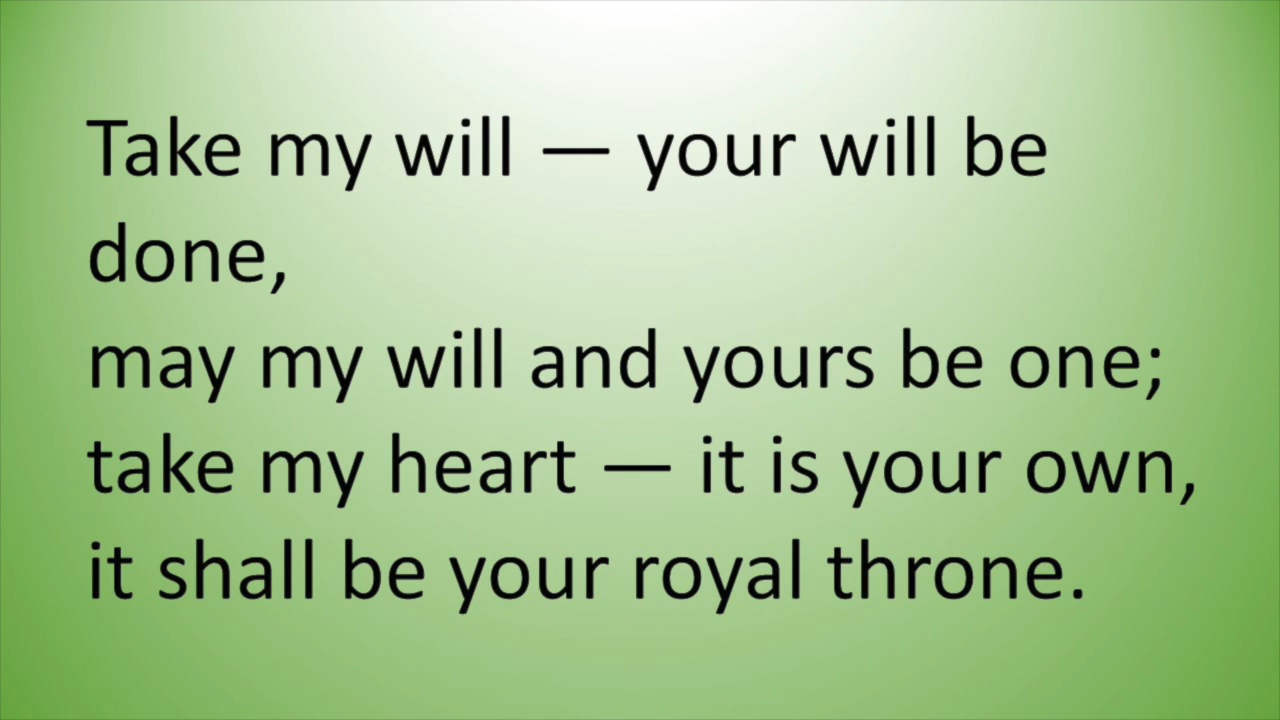 Take my will — your will be
done,
may my will and yours be one;
take my heart — it is your own,
it shall be your royal throne.